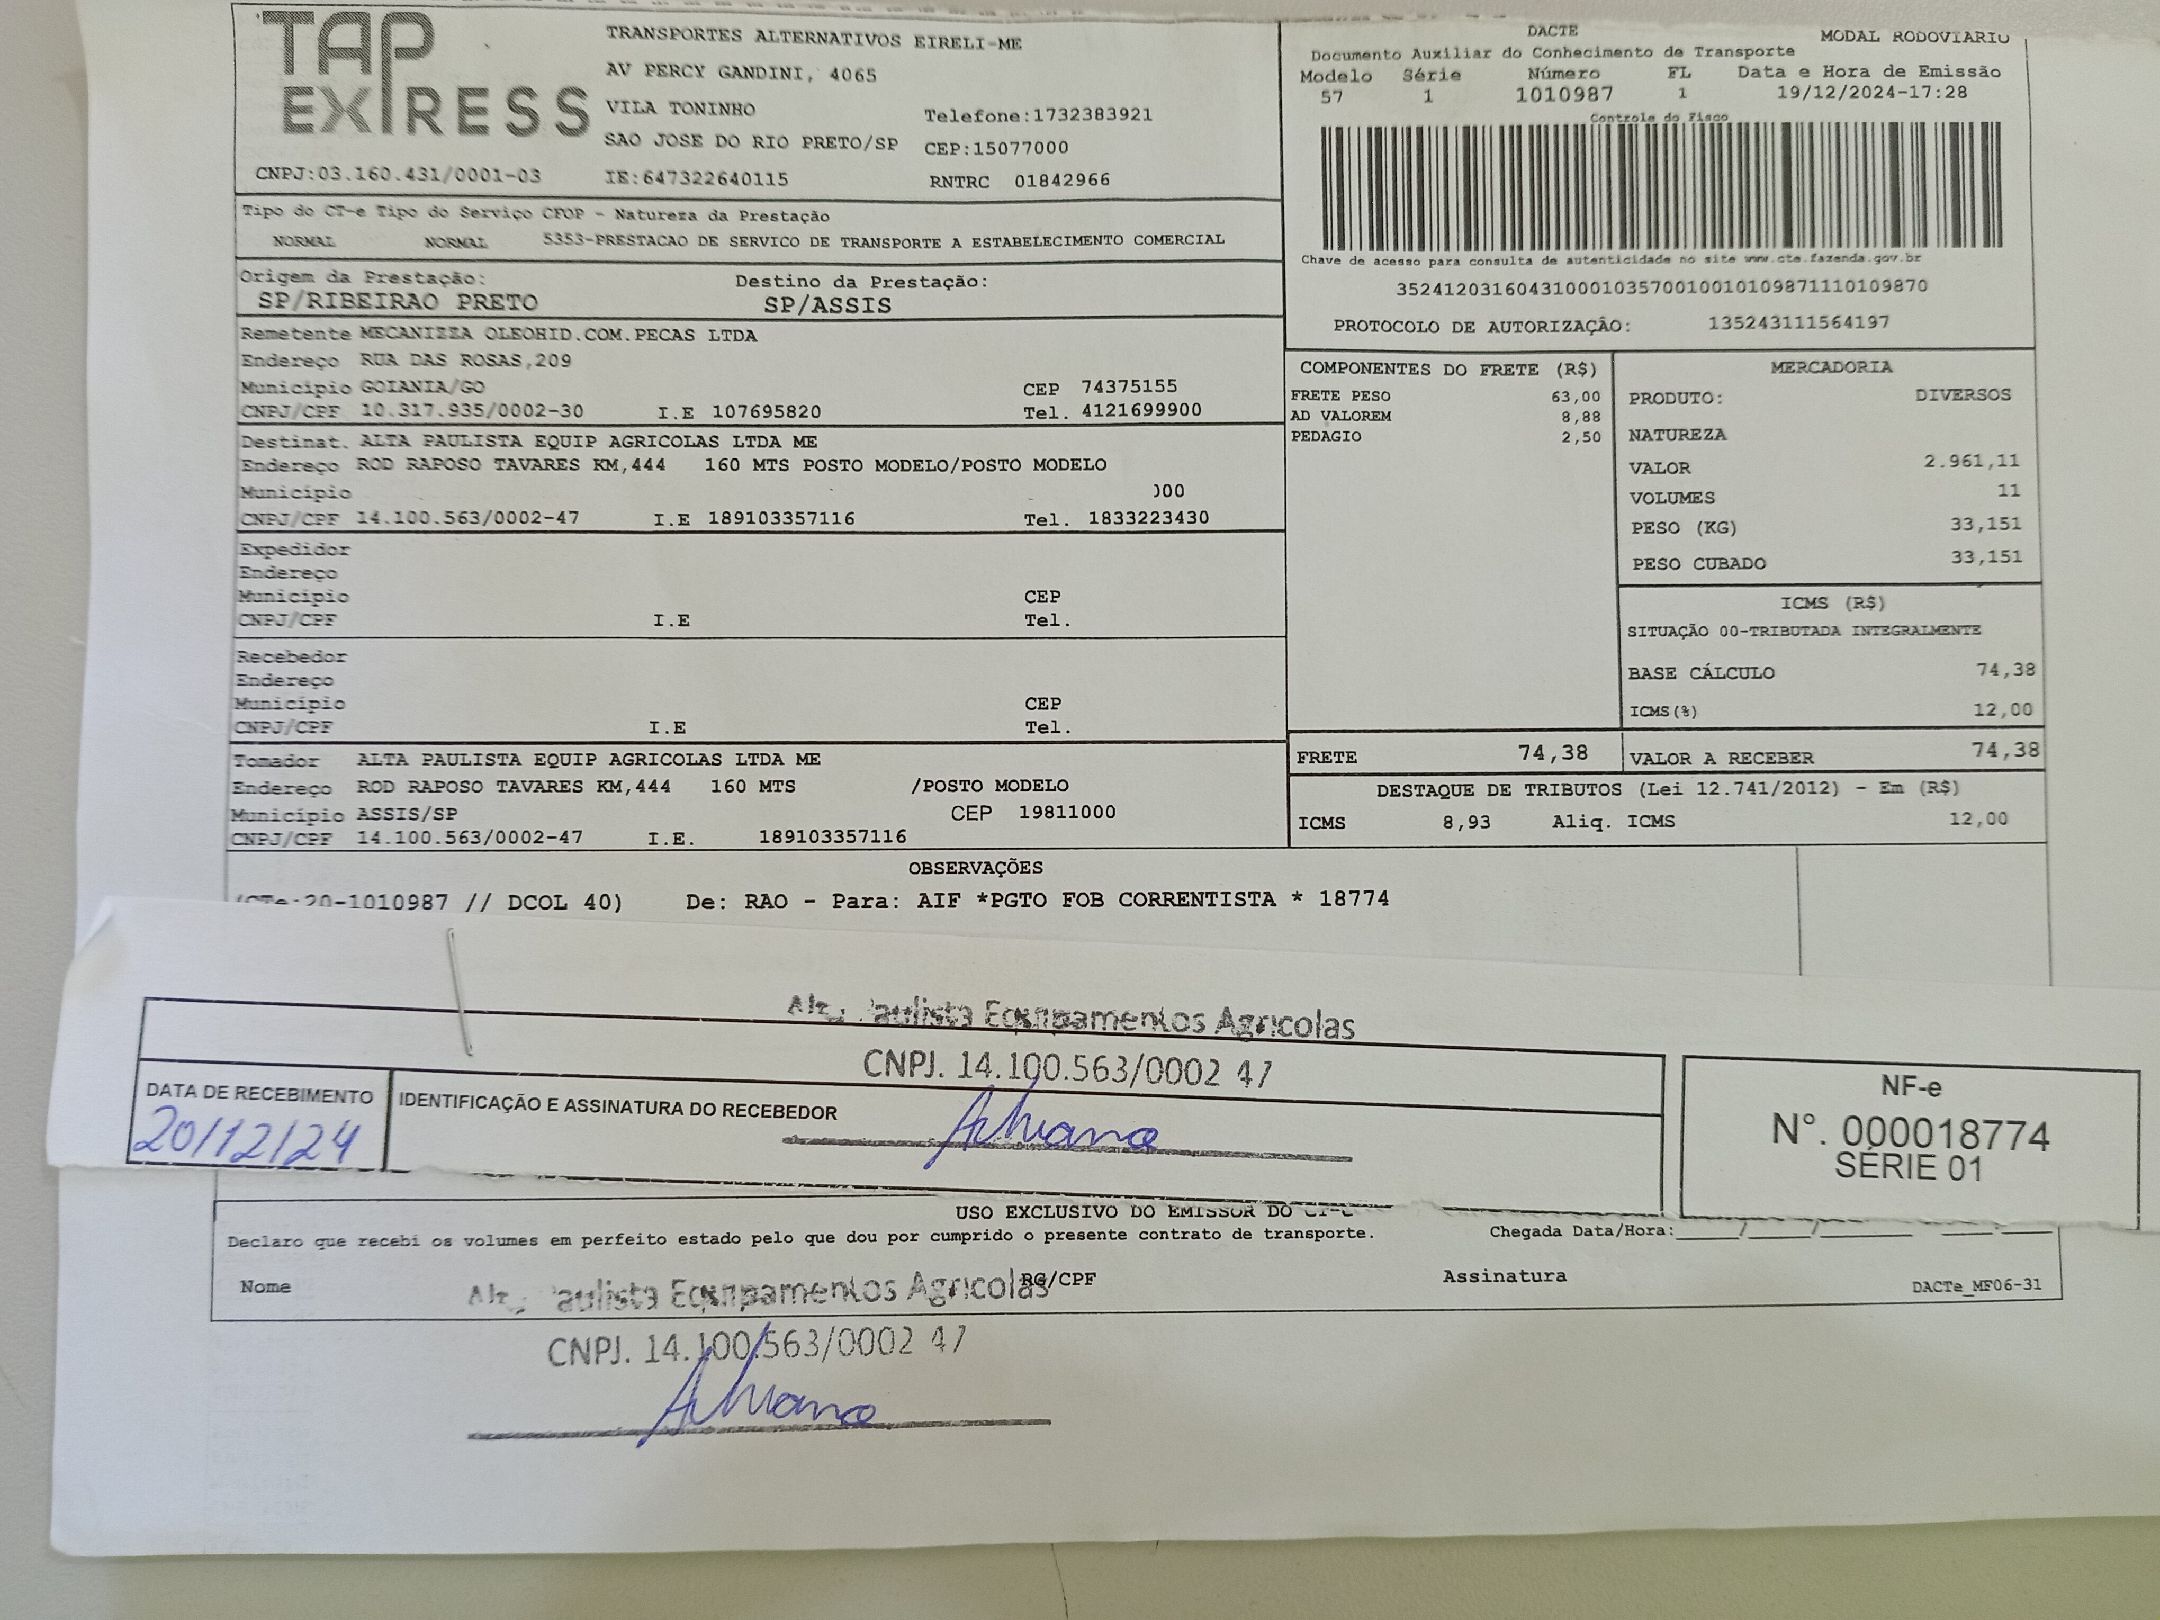 TAP EXPRESS
TRANSPORTES ALTERNATIVOS EIRELI-ME
AV PERCY GANDINI, 4065
VILA TONINHO Telefone:1732383921
SAO JOSE DO RIO PRETO/SP CEP:15077000
CNPJ:03.160.431/0001-03 IE:647322640115 RNTRC 01842966
DACTE MODAL RODOVIARIO
Documento Auxiliar do Conhecimento de Transporte
Modelo Série Número FL Data e Hora de Emissão
57 1 1010987 1 19/12/2024-17:28
Controle do Fisco
Chave de acesso para consulta de autenticidade no site www.cte.fazenda.gov.br
35241203160431000103570010010109871110109870
PROTOCOLO DE AUTORIZAÇÃO: 135243111564197
Tipo do CT-e Tipo do Serviço CFOP - Natureza da Prestação
NORMAL NORMAL 5353-PRESTACAO DE SERVICO DE TRANSPORTE A ESTABELECIMENTO COMERCIAL
Origem da Prestação: Destino da Prestação:
SP/RIBEIRAO PRETO SP/ASSIS
Remetente MECANIZZA OLEOHID.COM.PECAS LTDA
Endereço RUA DAS ROSAS,209
Município GOIANIA/GO CEP 74375155
CNPJ/CPF 10.317.935/0002-30 I.E 107695820 Tel. 4121699900
Destinat. ALTA PAULISTA EQUIP AGRICOLAS LTDA ME
Endereço ROD RAPOSO TAVARES KM,444 160 MTS POSTO MODELO/POSTO MODELO
Município 000
CNPJ/CPF 14.100.563/0002-47 I.E 189103357116 Tel. 1833223430
Expedidor
Endereço
Município CEP
CNPJ/CPF I.E Tel.
Recebedor
Endereço
Município CEP
CNPJ/CPF I.E Tel.
Tomador ALTA PAULISTA EQUIP AGRICOLAS LTDA ME
Endereço ROD RAPOSO TAVARES KM,444 160 MTS /POSTO MODELO
Município ASSIS/SP CEP 19811000
CNPJ/CPF 14.100.563/0002-47 I.E. 189103357116
COMPONENTES DO FRETE (R$)
FRETE PESO 63,00
AD VALOREM 8,88
PEDAGIO 2,50
MERCADORIA
PRODUTO: DIVERSOS
NATUREZA
VALOR 2.961,11
VOLUMES 11
PESO (KG) 33,151
PESO CUBADO 33,151
ICMS (R$)
SITUAÇÃO 00-TRIBUTADA INTEGRALMENTE
BASE CÁLCULO 74,38
ICMS(%) 12,00
FRETE 74,38 VALOR A RECEBER 74,38
DESTAQUE DE TRIBUTOS (Lei 12.741/2012) - Em (R$)
ICMS 8,93 Aliq. ICMS 12,00
OBSERVAÇÕES
(CTe:20-1010987 // DCOL 40) De: RAO - Para: AIF *PGTO FOB CORRENTISTA * 18774
Alta Paulista Equipamentos Agricolas
CNPJ. 14.100.563/0002 47
DATA DE RECEBIMENTO IDENTIFICAÇÃO E ASSINATURA DO RECEBEDOR
20/12/24 Adriana
NF-e
N°. 000018774
SÉRIE 01
USO EXCLUSIVO DO EMISSOR DO CT-e
Declaro que recebi os volumes em perfeito estado pelo que dou por cumprido o presente contrato de transporte. Chegada Data/Hora:
Nome RG/CPF Assinatura DACTe_MF06-31
Alta Paulista Equipamentos Agricolas
CNPJ. 14.100.563/0002 47
Adriana